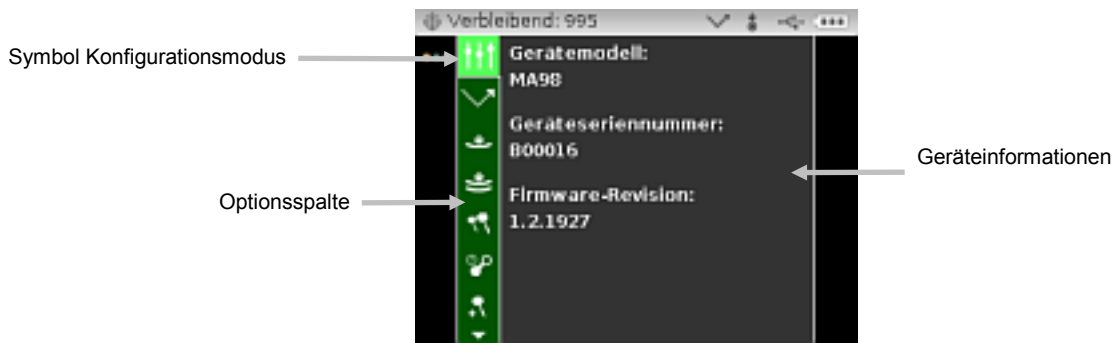 Verbleibend: 995
Symbol Konfigurationsmodus
Gerätemodell:
MA98
Geräteseriennummer:
B00016
Geräteinformationen
Optionsspalte
Firmware-Revision:
1.2.1927